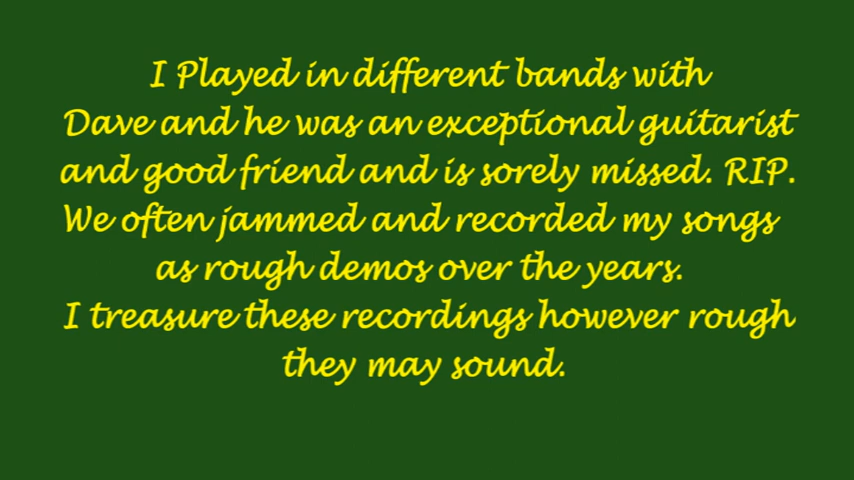 I Played in different bands with
Dave and he was an exceptional guitarist
and good friend and is sorely missed. RIP.
We often jammed and recorded my songs
as rough demos over the years.
I treasure these recordings however rough
they may sound.